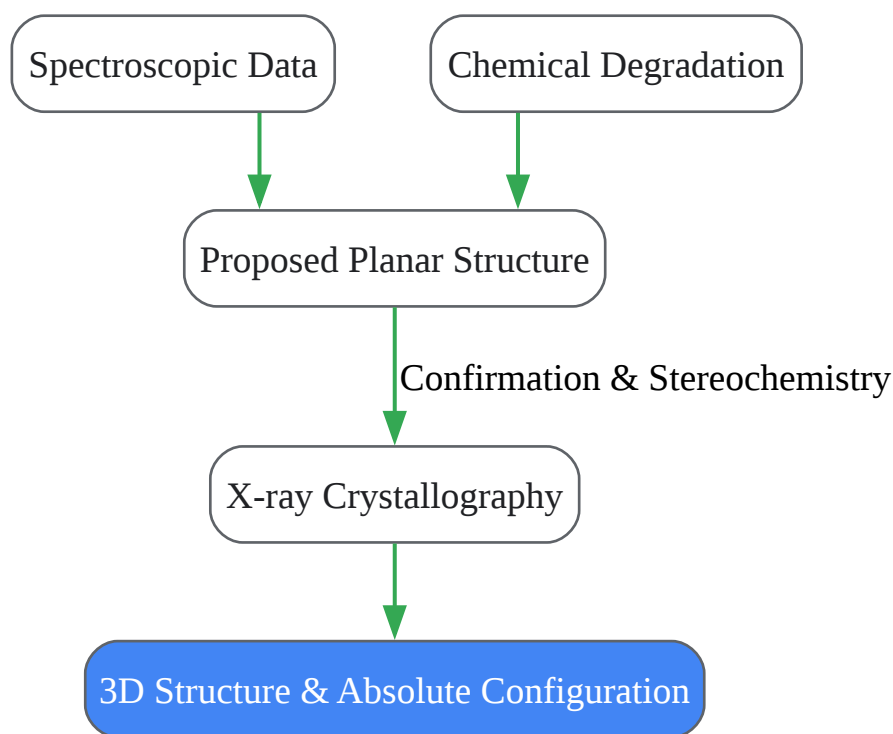 Spectroscopic Data
Chemical Degradation
Proposed Planar Structure
Confirmation & Stereochemistry
X-ray Crystallography
3D Structure & Absolute Configuration